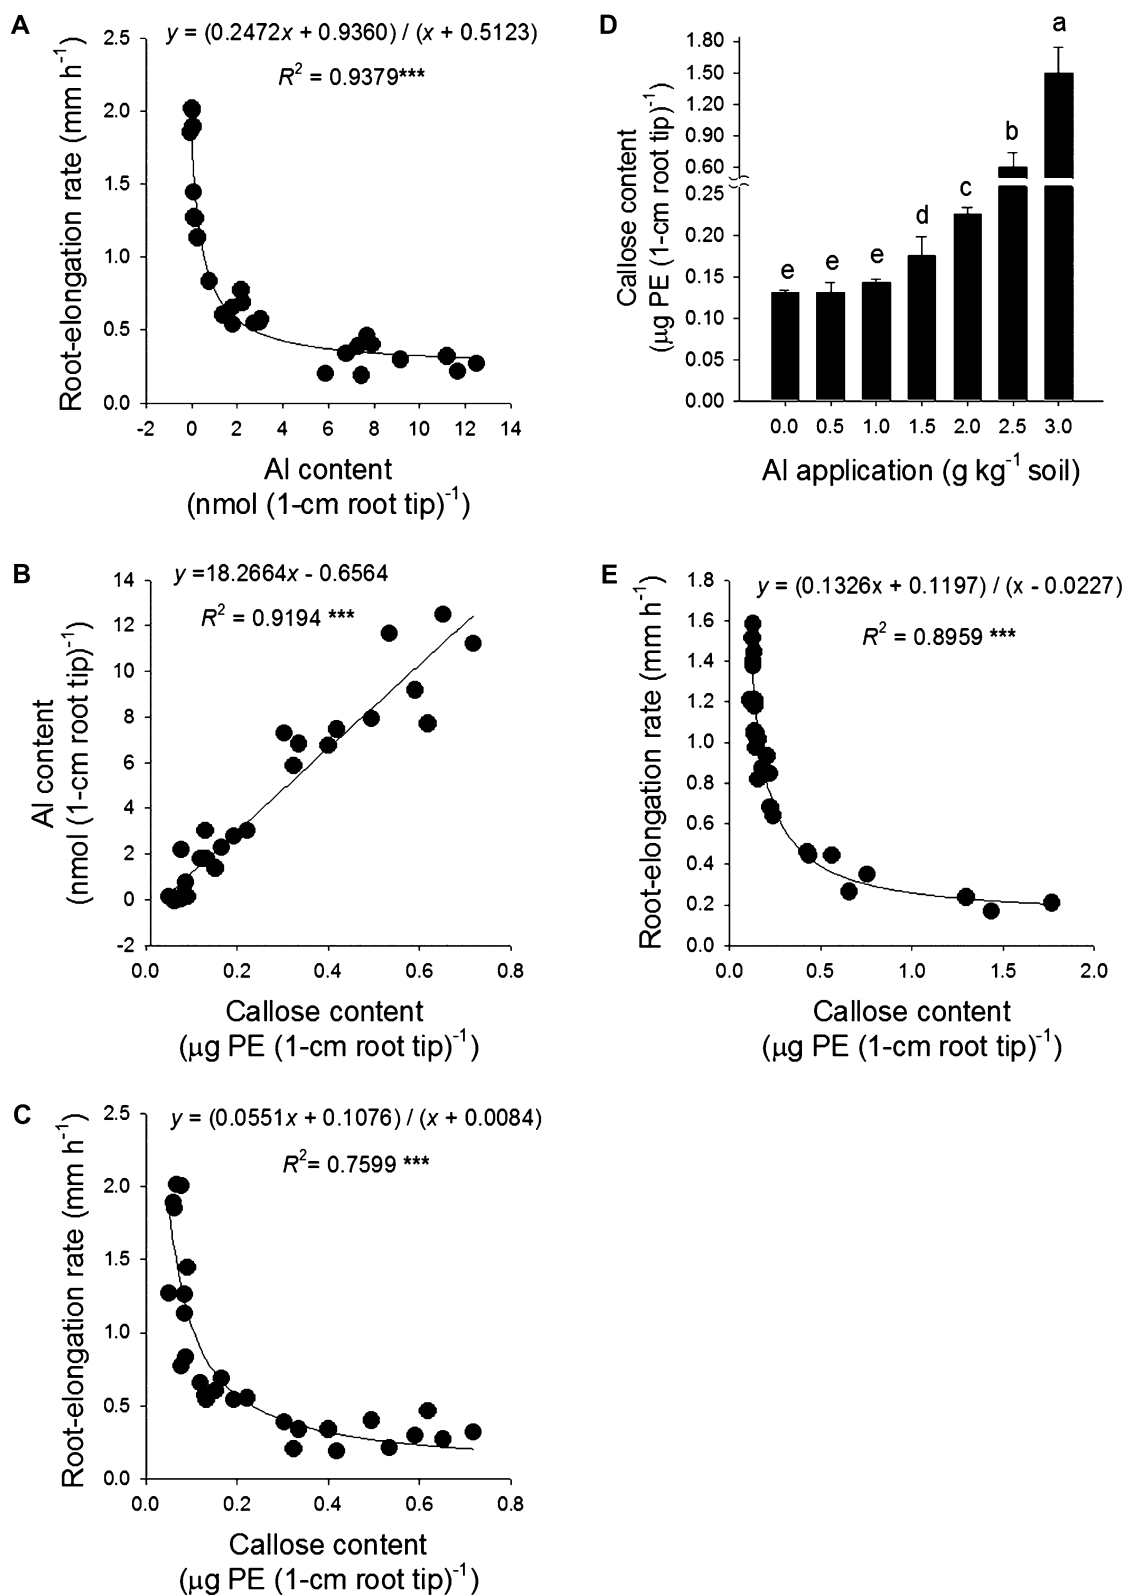 A
y = (0.2472x + 0.9360) / (x + 0.5123)
R² = 0.9379***
Root-elongation rate (mm h⁻¹)
2.5
2.0
1.5
1.0
0.5
0.0
-2 0 2 4 6 8 10 12 14
Al content
(nmol (1-cm root tip)⁻¹)
B
y =18.2664x - 0.6564
R² = 0.9194 ***
Al content
(nmol (1-cm root tip)⁻¹)
14
12
10
8
6
4
2
0
-2
0.0 0.2 0.4 0.6 0.8
Callose content
(μg PE (1-cm root tip)⁻¹)
C
y = (0.0551x + 0.1076) / (x + 0.0084)
R²= 0.7599 ***
Root-elongation rate (mm h⁻¹)
2.5
2.0
1.5
1.0
0.5
0.0
0.0 0.2 0.4 0.6 0.8
Callose content
(μg PE (1-cm root tip)⁻¹)
D
Callose content
(μg PE (1-cm root tip)⁻¹)
1.80
1.50
1.20
0.90
0.60
0.25
0.20
0.15
0.10
0.05
0.00
e e e d c b a
0.0 0.5 1.0 1.5 2.0 2.5 3.0
Al application (g kg⁻¹ soil)
E
y = (0.1326x + 0.1197) / (x - 0.0227)
R² = 0.8959 ***
Root-elongation rate (mm h⁻¹)
1.8
1.6
1.4
1.2
1.0
0.8
0.6
0.4
0.2
0.0
0.0 0.5 1.0 1.5 2.0
Callose content
(μg PE (1-cm root tip)⁻¹)